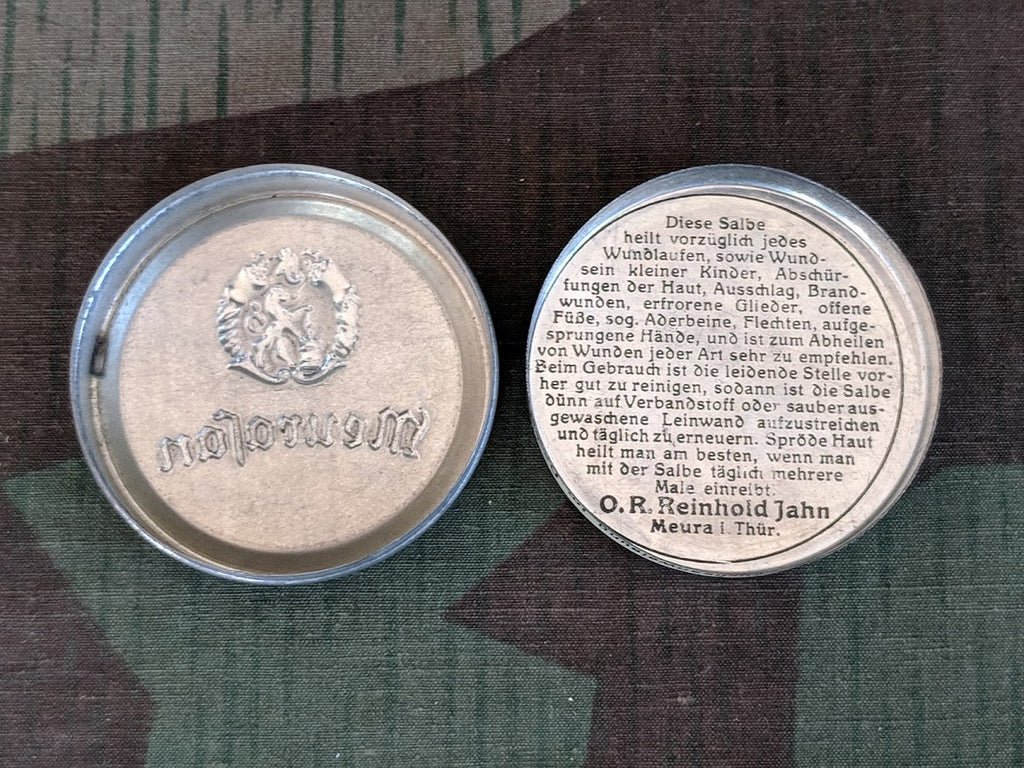 Meurosan
Diese Salbe
heilt vorzüglich jedes
Wundlaufen, sowie Wund-
sein kleiner Kinder, Abschür-
fungen der Haut, Ausschlag, Brand-
wunden, erfrorene Glieder, offene
Füße, sog. Aderbeine, Flechten, aufge-
sprungene Hände, und ist zum Abheilen
von Wunden jeder Art sehr zu empfehlen.
Beim Gebrauch ist die leidende Stelle vor-
her gut zu reinigen, sodann ist die Salbe
dünn auf Verbandstoff oder sauber aus-
gewaschene Leinwand aufzustreichen
und täglich zu erneuern. Spröde Haut
heilt man am besten, wenn man
mit der Salbe täglich mehrere
Male einreibt.
O. R. Reinhold Jahn
Meura i. Thür.